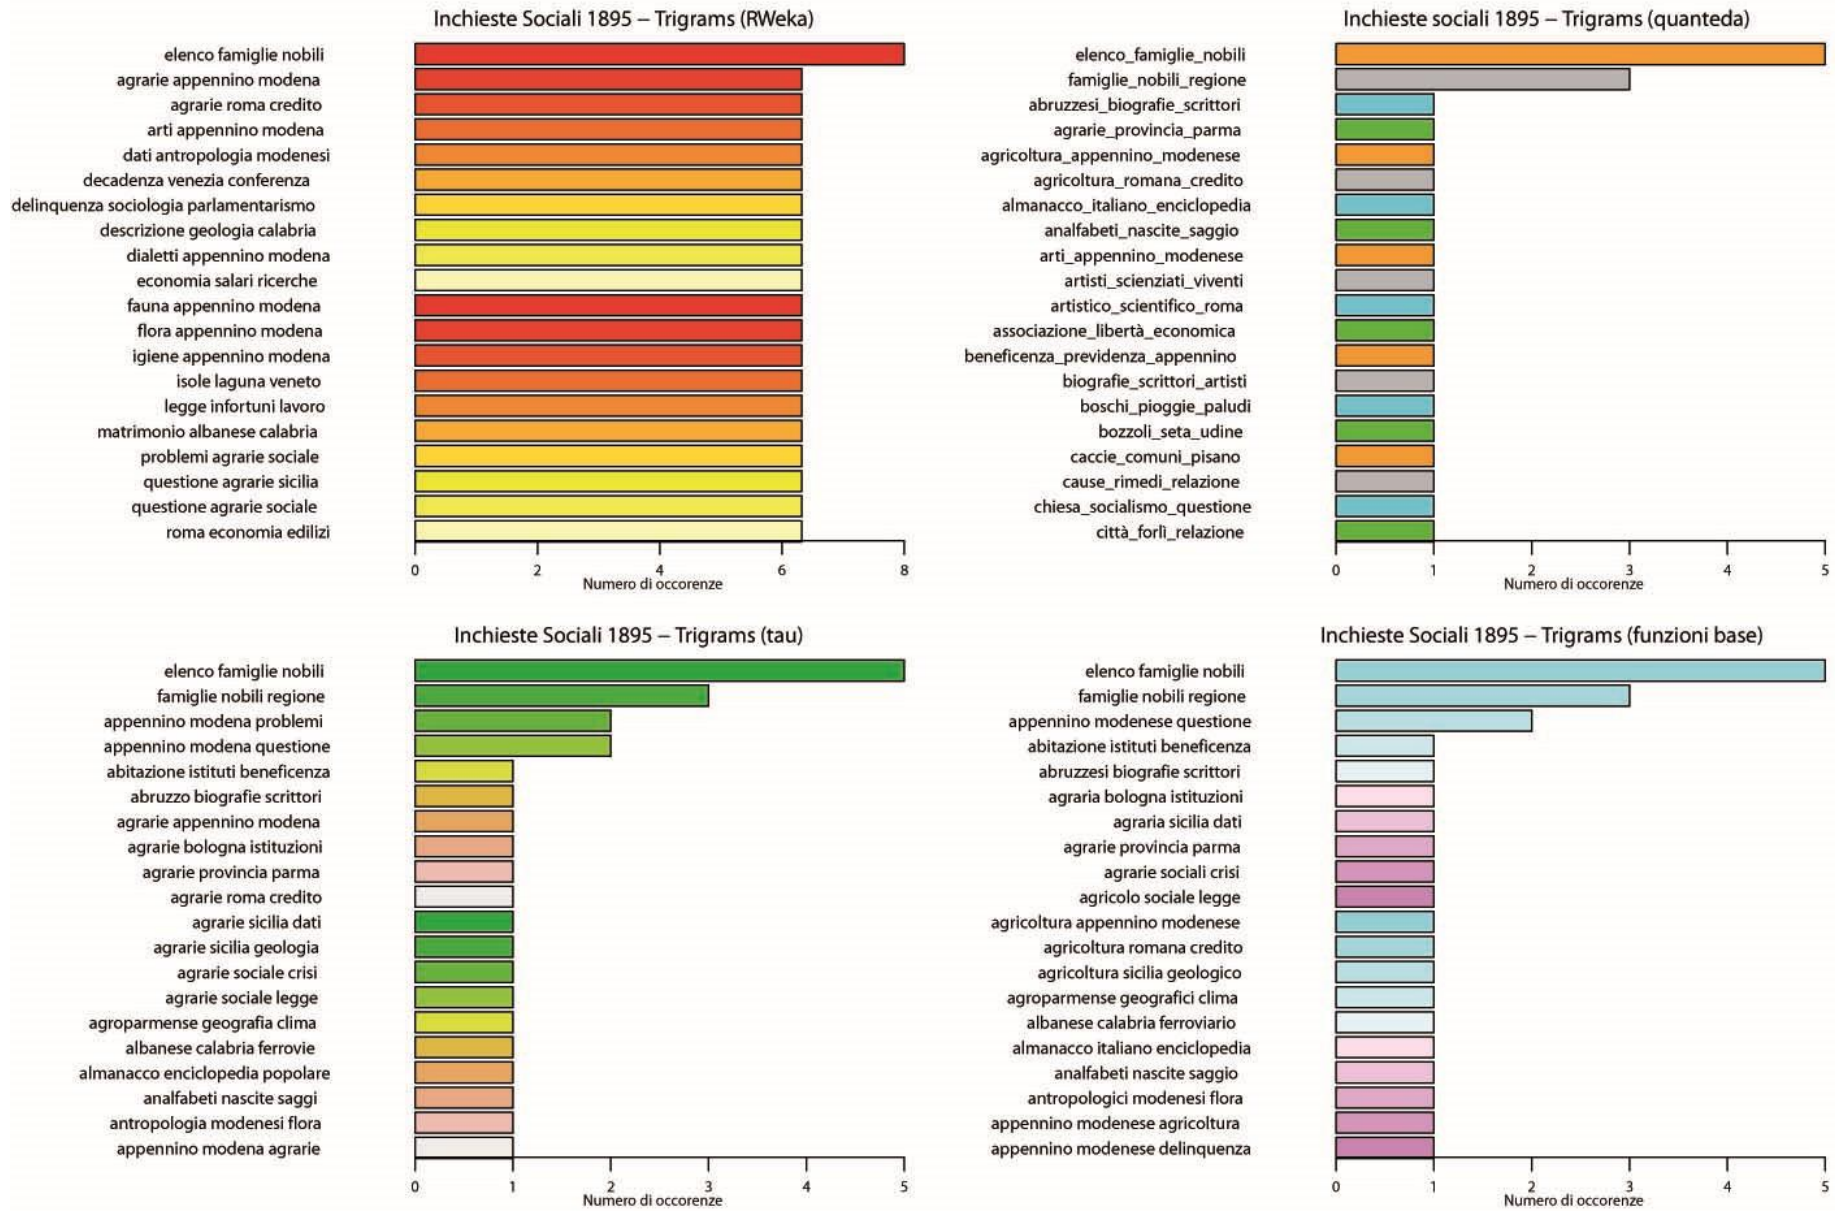 Inchieste Sociali 1895 – Trigrams (RWeka)
elenco famiglie nobili
agrarie appennino modena
agrarie roma credito
arti appennino modena
dati antropologia modenesi
decadenza venezia conferenza
delinquenza sociologia parlamentarismo
descrizione geologia calabria
dialetti appennino modena
economia salari ricerche
fauna appennino modena
flora appennino modena
igiene appennino modena
isole laguna veneto
legge infortuni lavoro
matrimonio albanese calabria
problemi agrarie sociale
questione agrarie sicilia
questione agrarie sociale
roma economia edilizi
0 2 4 6 8
Numero di occorenze
Inchieste sociali 1895 – Trigrams (quanteda)
elenco_famiglie_nobili
famiglie_nobili_regione
abruzzesi_biografie_scrittori
agrarie_provincia_parma
agricoltura_appennino_modenese
agricoltura_romana_credito
almanacco_italiano_enciclopedia
analfabeti_nascite_saggio
arti_appennino_modenese
artisti_scienziati_viventi
artistico_scientifico_roma
associazione_libertà_economica
beneficenza_previdenza_appennino
biografie_scrittori_artisti
boschi_pioggie_paludi
bozzoli_seta_udine
caccie_comuni_pisano
cause_rimedi_relazione
chiesa_socialismo_questione
città_forlì_relazione
0 1 2 3 4 5
Numero di occorenze
Inchieste Sociali 1895 – Trigrams (tau)
elenco famiglie nobili
famiglie nobili regione
appennino modena problemi
appennino modena questione
abitazione istituti beneficenza
abruzzo biografie scrittori
agrarie appennino modena
agrarie bologna istituzioni
agrarie provincia parma
agrarie roma credito
agrarie sicilia dati
agrarie sicilia geologia
agrarie sociale crisi
agrarie sociale legge
agroparmense geografia clima
albanese calabria ferrovie
almanacco enciclopedia popolare
analfabeti nascite saggi
antropologia modenesi flora
appennino modena agrarie
0 1 2 3 4 5
Numero di occorenze
Inchieste Sociali 1895 – Trigrams (funzioni base)
elenco famiglie nobili
famiglie nobili regione
appennino modenese questione
abitazione istituti beneficenza
abruzzesi biografie scrittori
agraria bologna istituzioni
agraria sicilia dati
agrarie provincia parma
agrarie sociali crisi
agricolo sociale legge
agricoltura appennino modenese
agricoltura romana credito
agricoltura sicilia geologico
agroparmense geografici clima
albanese calabria ferroviario
almanacco italiano enciclopedia
analfabeti nascite saggio
antropologici modenesi flora
appennino modenese agricoltura
appennino modenese delinquenza
0 1 2 3 4 5
Numero di occorenze